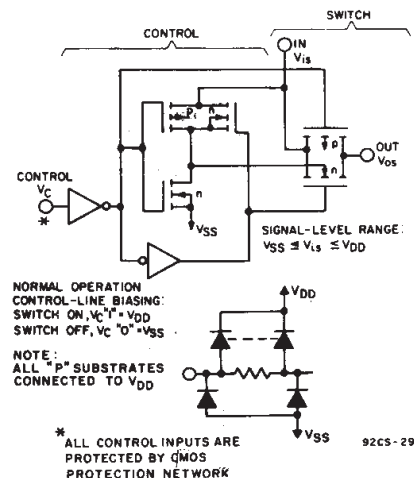 CONTROL
SWITCH
IN
Vis
p
n
CONTROL
VC
*
n
VSS
p
n
OUT
Vos
SIGNAL-LEVEL RANGE:
VSS ≤ Vis ≤ VDD
NORMAL OPERATION
CONTROL-LINE BIASING:
SWITCH ON, VC "1" = VDD
SWITCH OFF, VC "0" = VSS
NOTE:
ALL "P" SUBSTRATES
CONNECTED TO VDD
VDD
VSS
* ALL CONTROL INPUTS ARE
PROTECTED BY CMOS
PROTECTION NETWORK
92CS-29